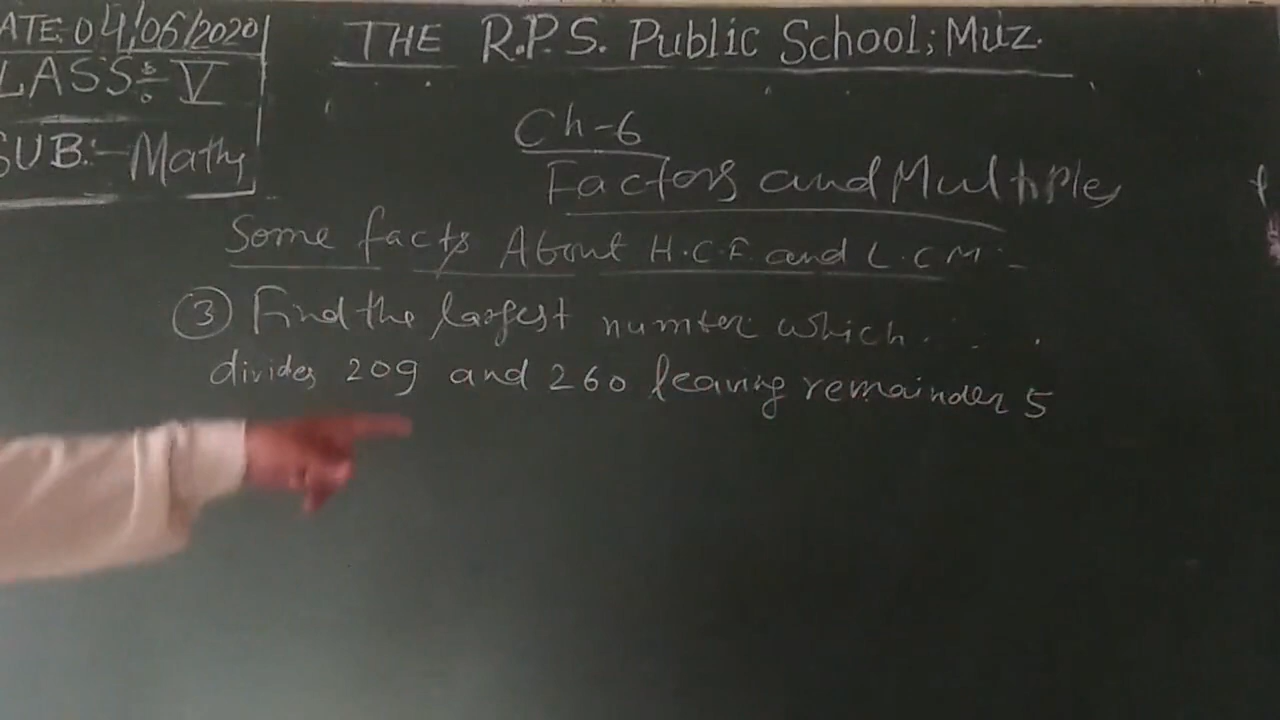 ATE: 04/06/2020
THE R.P.S. Public School; Muz.
LASS:- V
SUB:- Maths
Ch-6
Factors and Multiples
Some facts About H.C.F. and L.C.M:-
③ Find the largest number which
divides 209 and 260 leaving remainder 5